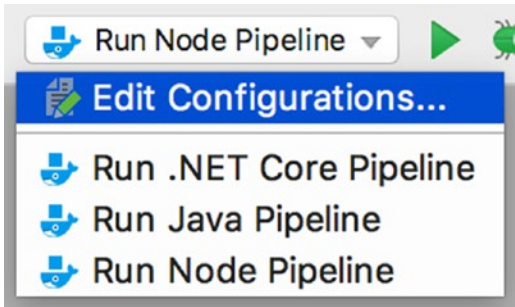 Run Node Pipeline
Edit Configurations...
Run .NET Core Pipeline
Run Java Pipeline
Run Node Pipeline